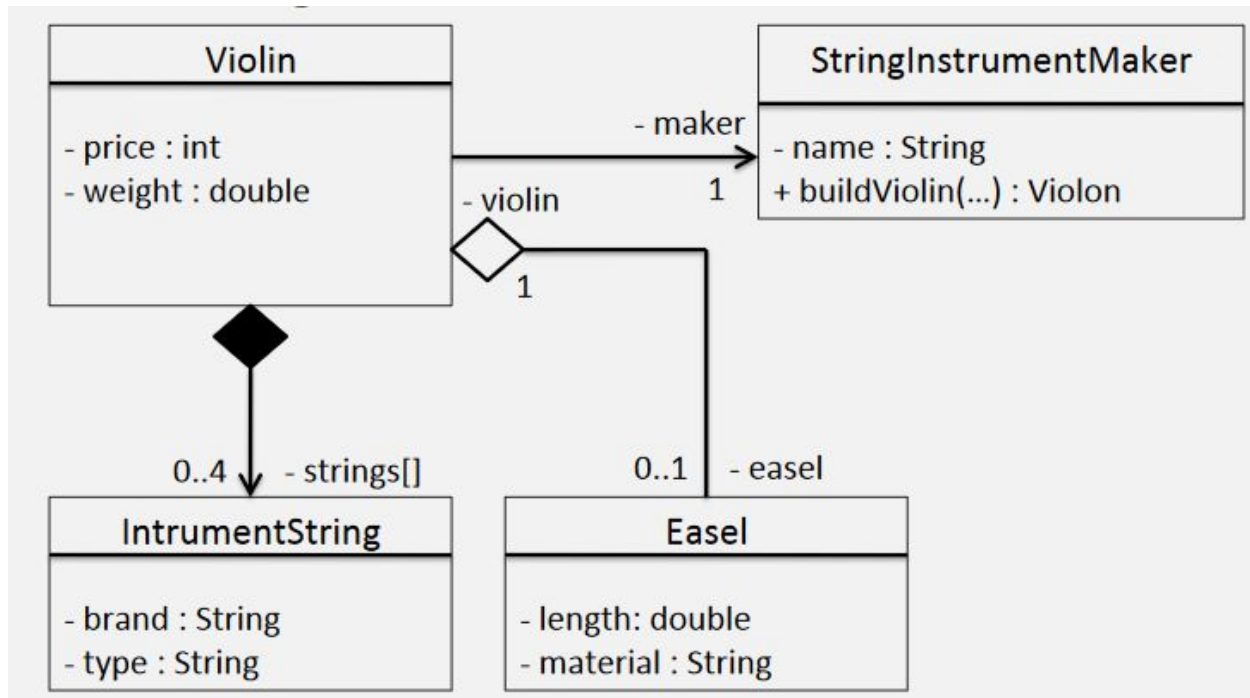 Violin
- price : int
- weight : double
StringInstrumentMaker
- name : String
+ buildViolin(...) : Violon
- maker
1
- violin
1
0..4
- strings[]
0..1
- easel
IntrumentString
- brand : String
- type : String
Easel
- length: double
- material : String